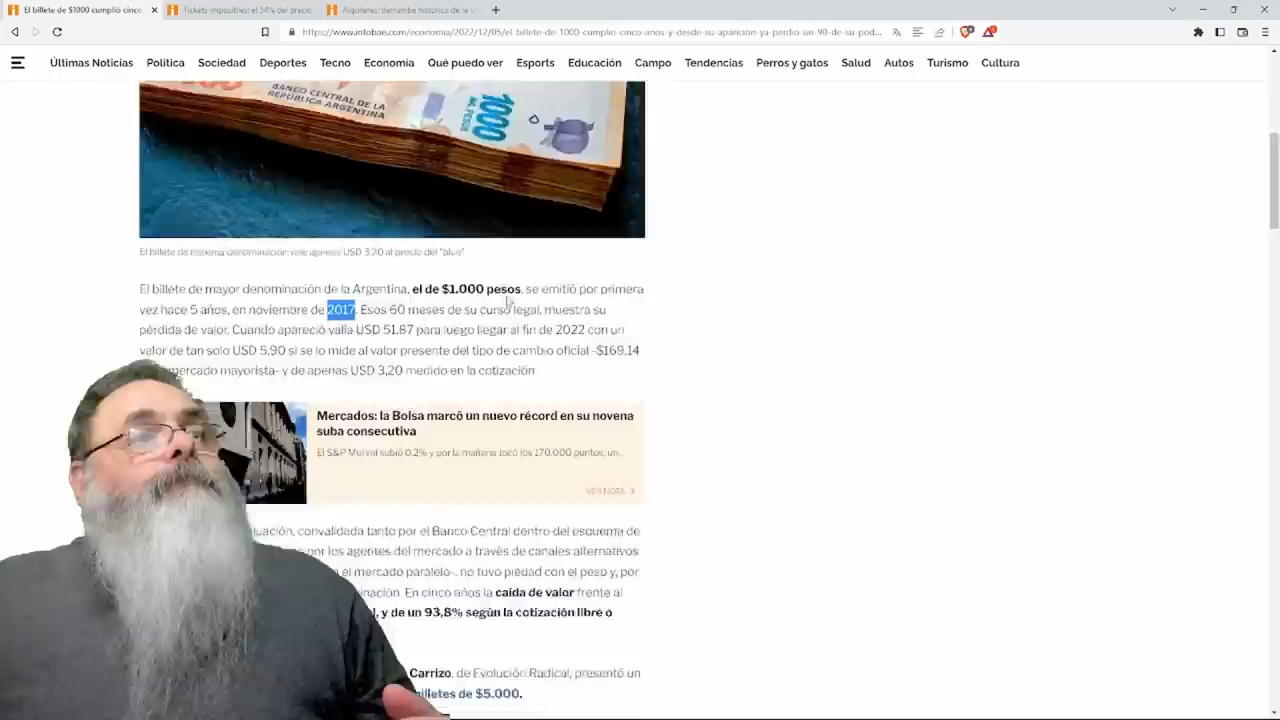 El billete de $1000 cumplió cinco
Tickets imposibles: el 54% del precio
Alquileres: derrumbe histórico de la
https://www.infobae.com/economia/2022/12/05/el-billete-de-1000-cumplio-cinco-anos-y-desde-su-aparicion-ya-perdio-un-90-de-su-pod...
Últimas Noticias Política Sociedad Deportes Tecno Economía Qué puedo ver Esports Educación Campo Tendencias Perros y gatos Salud Autos Turismo Cultura
BANCO CENTRAL DE LA
REPÚBLICA ARGENTINA
1000
MIL PESOS
El billete de máxima denominación vale apenas USD 3,20 al precio del "blue"
El billete de mayor denominación de la Argentina, el de $1.000 pesos, se emitió por primera
vez hace 5 años, en noviembre de 2017. Esos 60 meses de su curso legal, muestra su
pérdida de valor. Cuando apareció valía USD 51,87 para luego llegar al fin de 2022 con un
valor de tan solo USD 5,90 si se lo mide al valor presente del tipo de cambio oficial -$169,14
mercado mayorista- y de apenas USD 3,20 medido en la cotización
Mercados: la Bolsa marcó un nuevo récord en su novena
suba consecutiva
El S&P Merval subió 0,2% y por la mañana tocó los 170.000 puntos, un...
VER NOTA
luación, convalidada tanto por el Banco Central dentro del esquema de
por los agentes del mercado a través de canales alternativos
el mercado paralelo-, no tuvo piedad con el peso y, por
minación. En cinco años la caída de valor frente al
l, y de un 93,8% según la cotización libre o
Carrizo, de Evolución Radical, presentó un
billetes de $5.000.